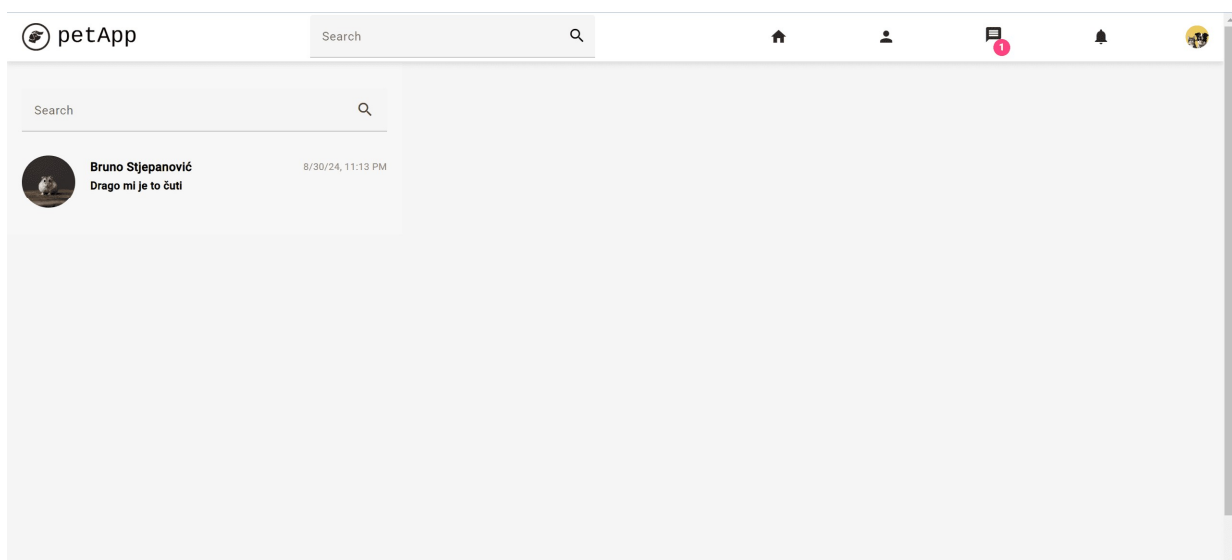 petApp
Search
1
Search
Bruno Stjepanović
8/30/24, 11:13 PM
Drago mi je to čuti